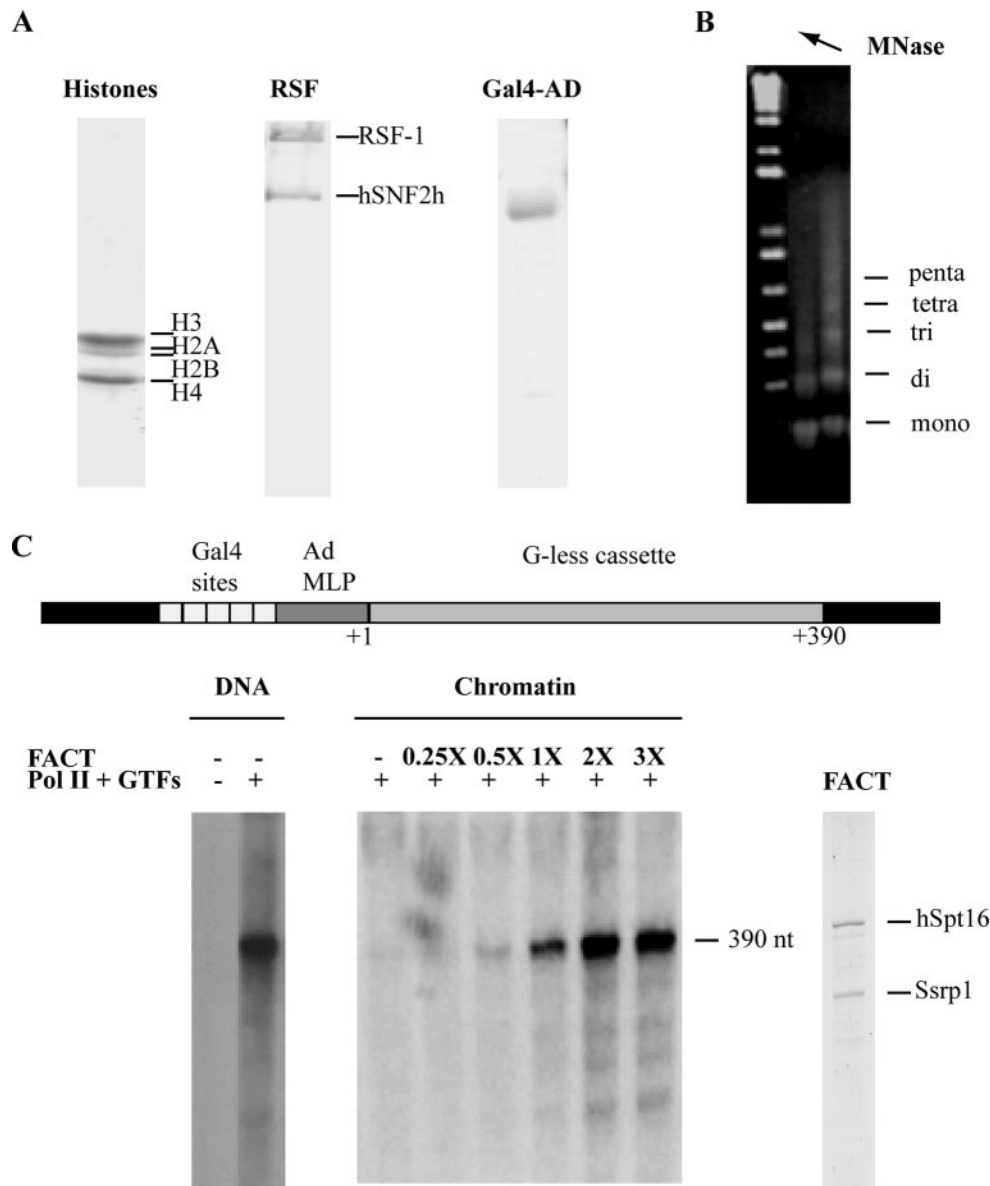 A
B
MNase
Histones RSF Gal4-AD
RSF-1
hSNF2h
H3
H2A
H2B
H4
penta
tetra
tri
di
mono
C
Gal4 sites
Ad MLP
G-less cassette
+1 +390
DNA Chromatin
FACT - - - 0.25X 0.5X 1X 2X 3X
Pol II + GTFs - + + + + + + +
FACT
390 nt
hSpt16
Ssrp1